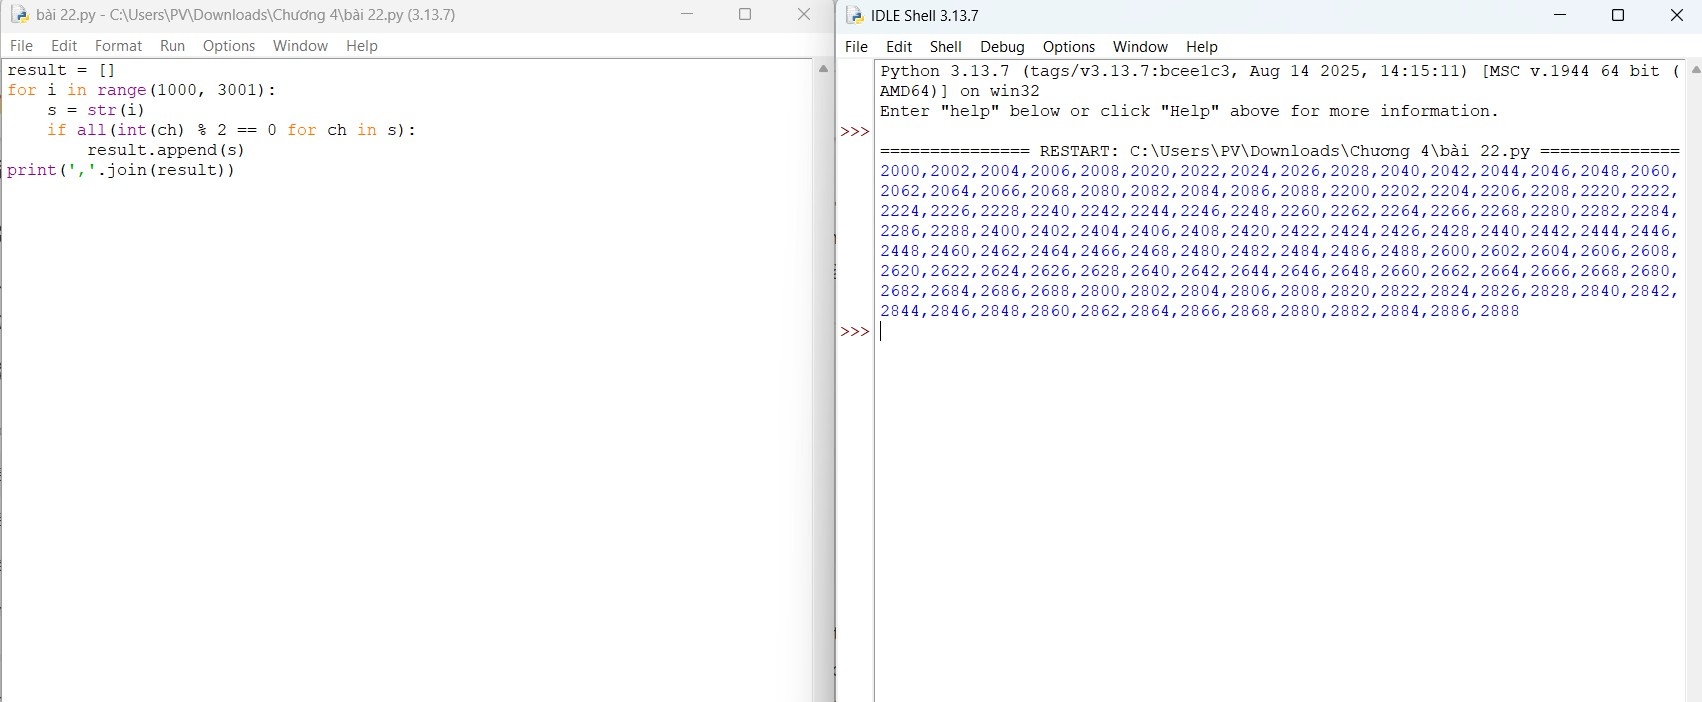 bài 22.py - C:\Users\PV\Downloads\Chương 4\bài 22.py (3.13.7)
File Edit Format Run Options Window Help
result = []
for i in range(1000, 3001):
    s = str(i)
    if all(int(ch) % 2 == 0 for ch in s):
        result.append(s)
print(','.join(result))
IDLE Shell 3.13.7
File Edit Shell Debug Options Window Help
Python 3.13.7 (tags/v3.13.7:bcee1c3, Aug 14 2025, 14:15:11) [MSC v.1944 64 bit (
AMD64)] on win32
Enter "help" below or click "Help" above for more information.
>>>
=============== RESTART: C:\Users\PV\Downloads\Chương 4\bài 22.py ==============
2000,2002,2004,2006,2008,2020,2022,2024,2026,2028,2040,2042,2044,2046,2048,2060,
2062,2064,2066,2068,2080,2082,2084,2086,2088,2200,2202,2204,2206,2208,2220,2222,
2224,2226,2228,2240,2242,2244,2246,2248,2260,2262,2264,2266,2268,2280,2282,2284,
2286,2288,2400,2402,2404,2406,2408,2420,2422,2424,2426,2428,2440,2442,2444,2446,
2448,2460,2462,2464,2466,2468,2480,2482,2484,2486,2488,2600,2602,2604,2606,2608,
2620,2622,2624,2626,2628,2640,2642,2644,2646,2648,2660,2662,2664,2666,2668,2680,
2682,2684,2686,2688,2800,2802,2804,2806,2808,2820,2822,2824,2826,2828,2840,2842,
2844,2846,2848,2860,2862,2864,2866,2868,2880,2882,2884,2886,2888
>>>